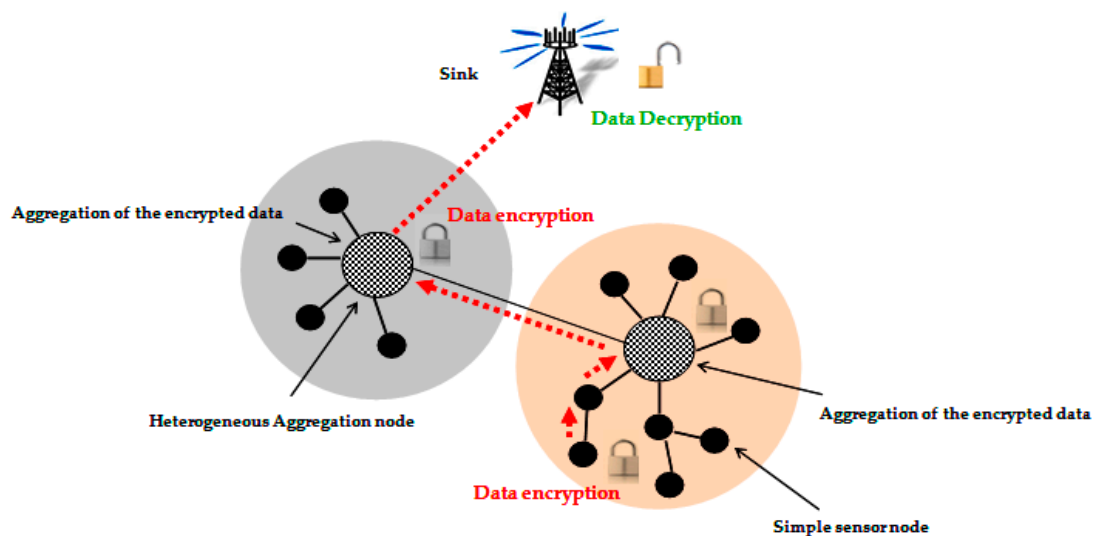 Sink
Data Decryption
Aggregation of the encrypted data
Data encryption
Heterogeneous Aggregation node
Aggregation of the encrypted data
Data encryption
Simple sensor node